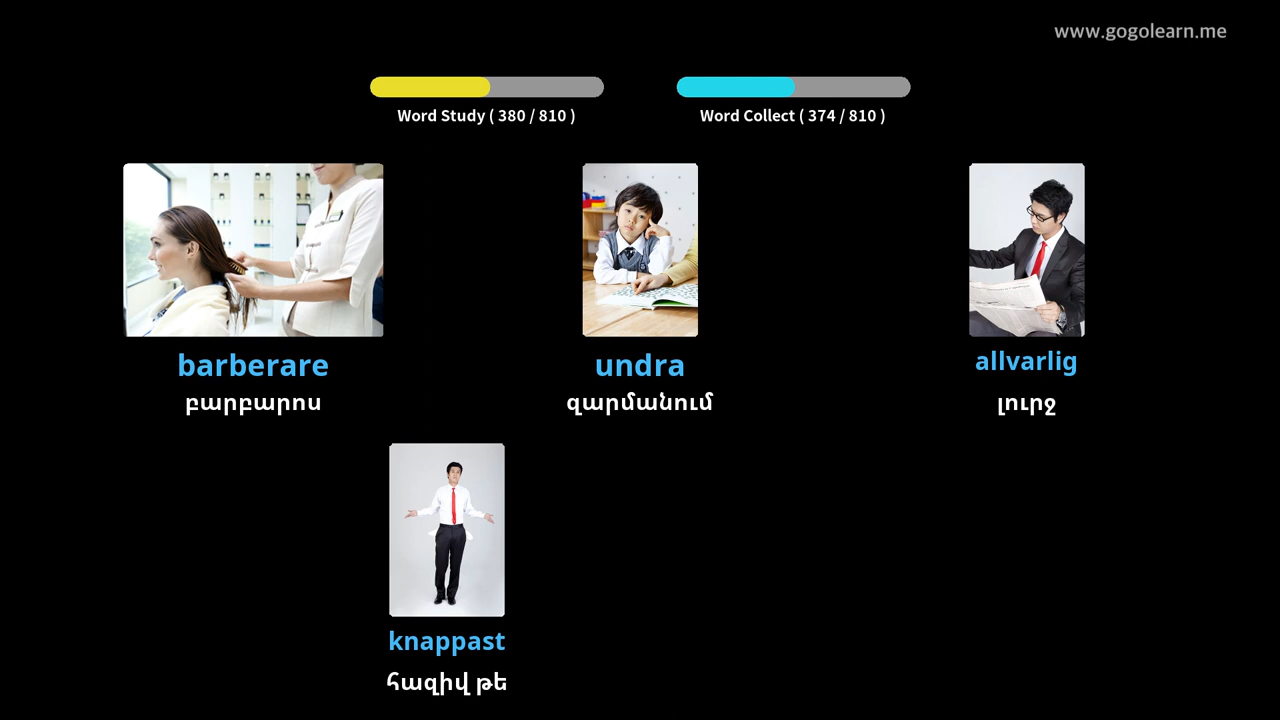 www.gogolearn.me
Word Study ( 380 / 810 )
Word Collect ( 374 / 810 )
barberare
բարբարոս
undra
զարմանում
allvarlig
լուրջ
knappast
հազիվ թե